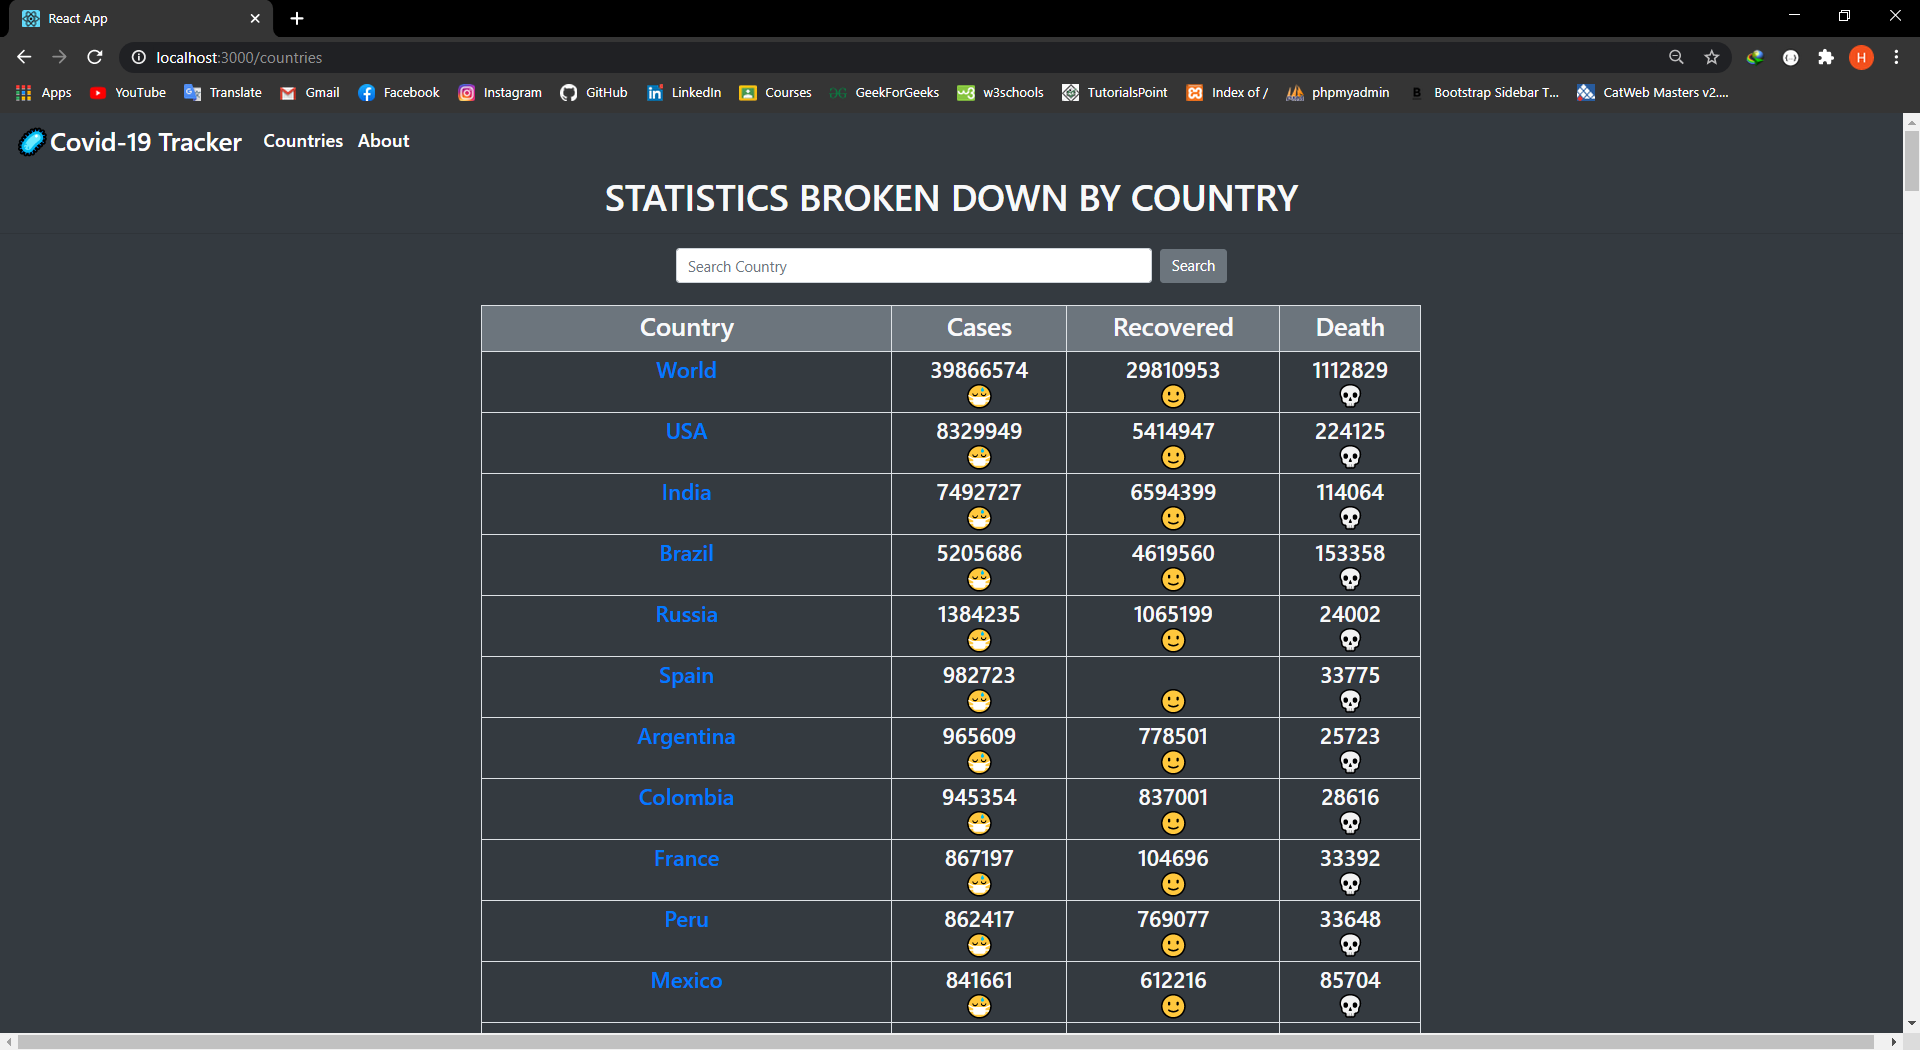 React App
localhost:3000/countries
H
Apps YouTube Translate Gmail Facebook Instagram GitHub LinkedIn Courses GeekForGeeks w3schools TutorialsPoint Index of / phpmyadmin Bootstrap Sidebar T... CatWeb Masters v2....
Covid-19 Tracker Countries About
STATISTICS BROKEN DOWN BY COUNTRY
Search Country Search
Country Cases Recovered Death
World 39866574 29810953 1112829
USA 8329949 5414947 224125
India 7492727 6594399 114064
Brazil 5205686 4619560 153358
Russia 1384235 1065199 24002
Spain 982723 33775
Argentina 965609 778501 25723
Colombia 945354 837001 28616
France 867197 104696 33392
Peru 862417 769077 33648
Mexico 841661 612216 85704